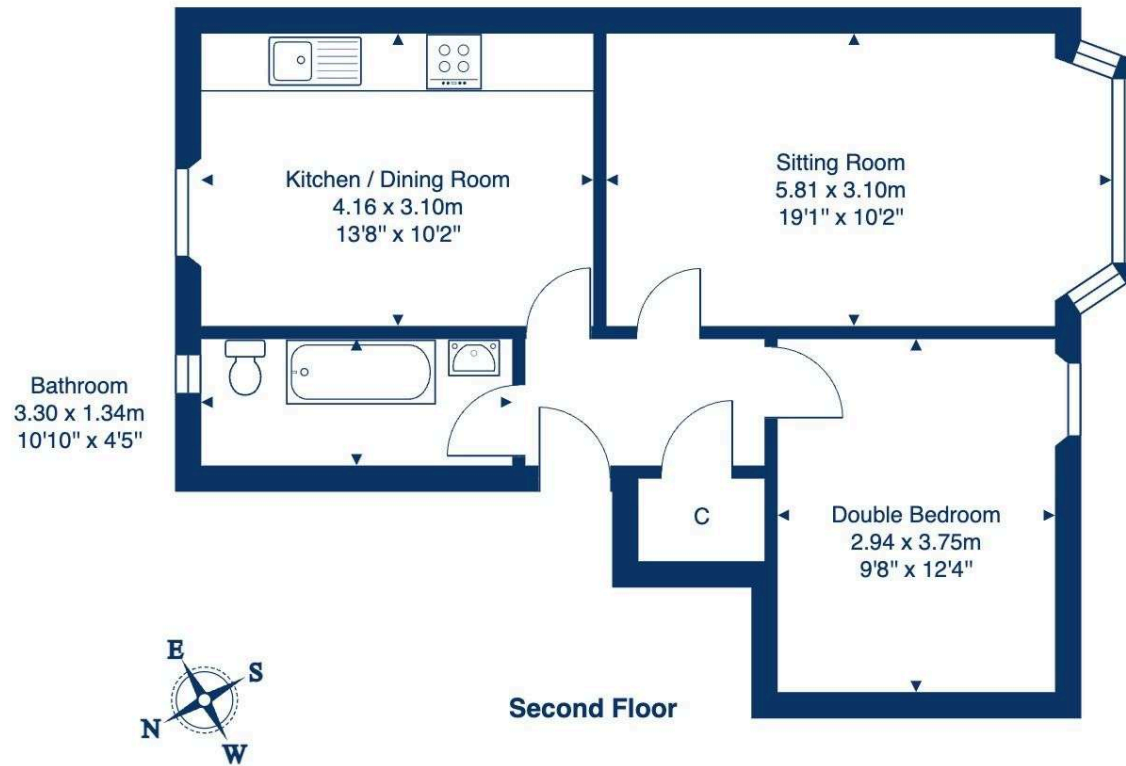 Kitchen / Dining Room
4.16 x 3.10m
13'8" x 10'2"
Sitting Room
5.81 x 3.10m
19'1" x 10'2"
Bathroom
3.30 x 1.34m
10'10" x 4'5"
C
Double Bedroom
2.94 x 3.75m
9'8" x 12'4"
E
S
N
W
Second Floor